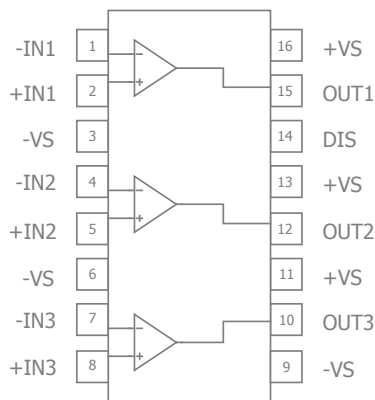 -IN1 1 16 +VS
+IN1 2 15 OUT1
-VS 3 14 DIS
-IN2 4 13 +VS
+IN2 5 12 OUT2
-VS 6 11 +VS
-IN3 7 10 OUT3
+IN3 8 9 -VS